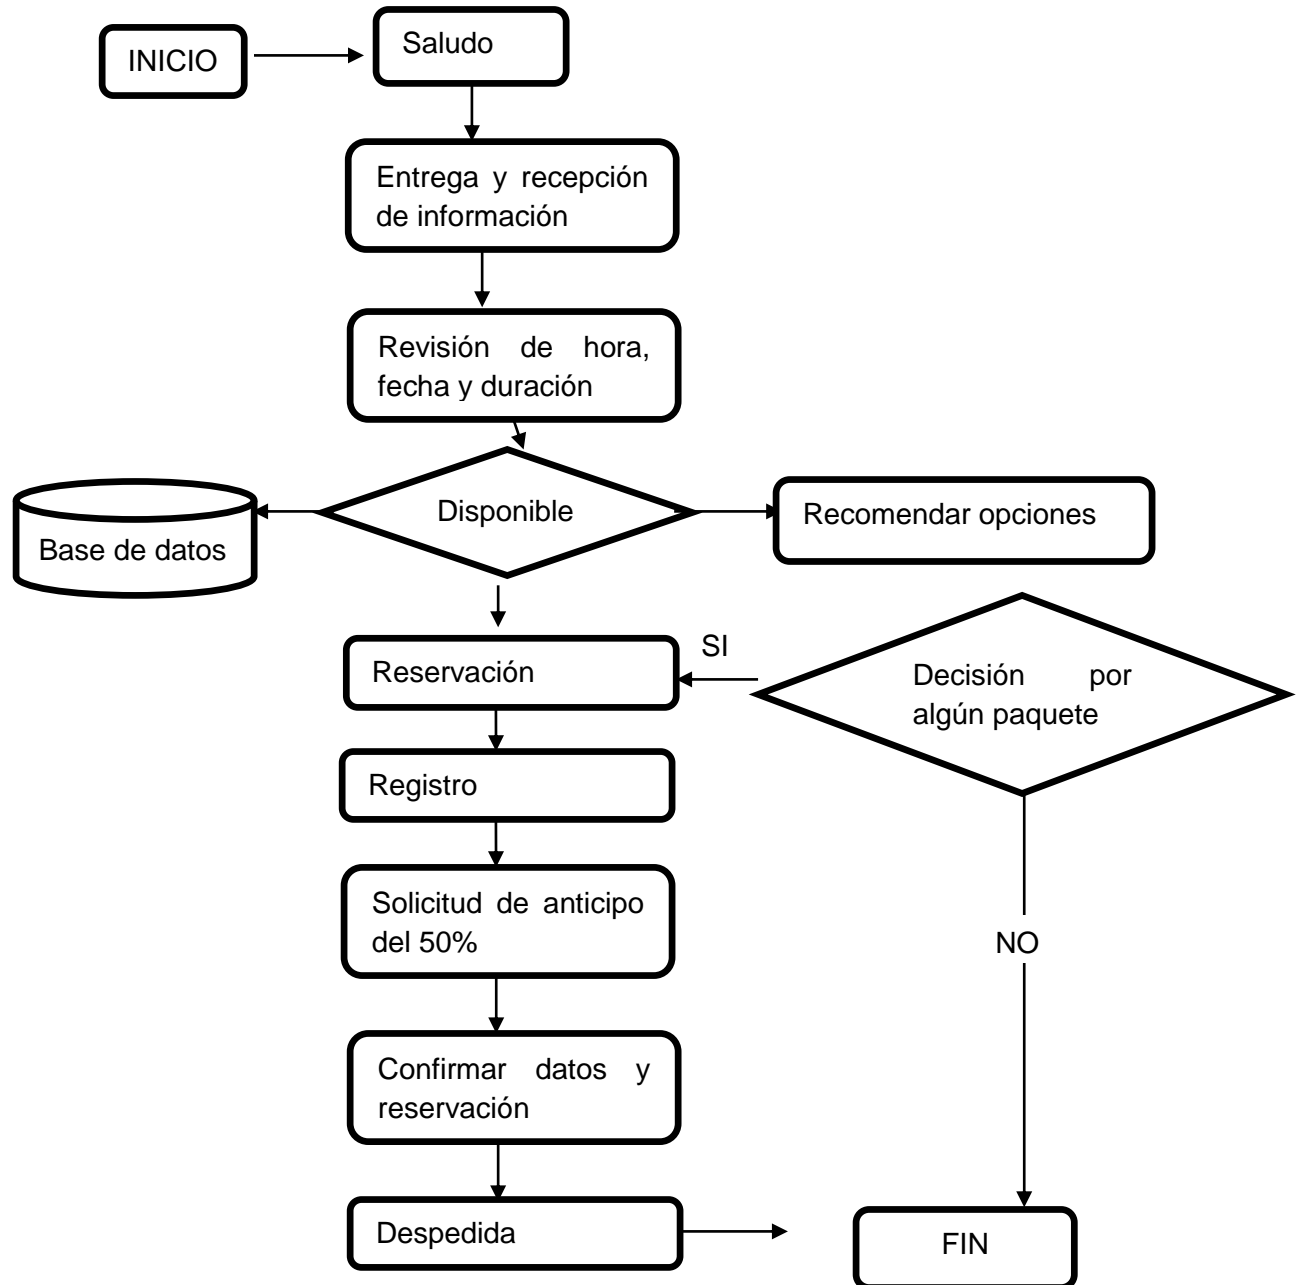 INICIO
Saludo
Entrega y recepción
de información
Revisión de hora,
fecha y duración
Disponible
Base de datos
Recomendar opciones
Reservación
SI
Decisión por
algún paquete
Registro
Solicitud de anticipo
del 50%
NO
Confirmar datos y
reservación
Despedida
FIN